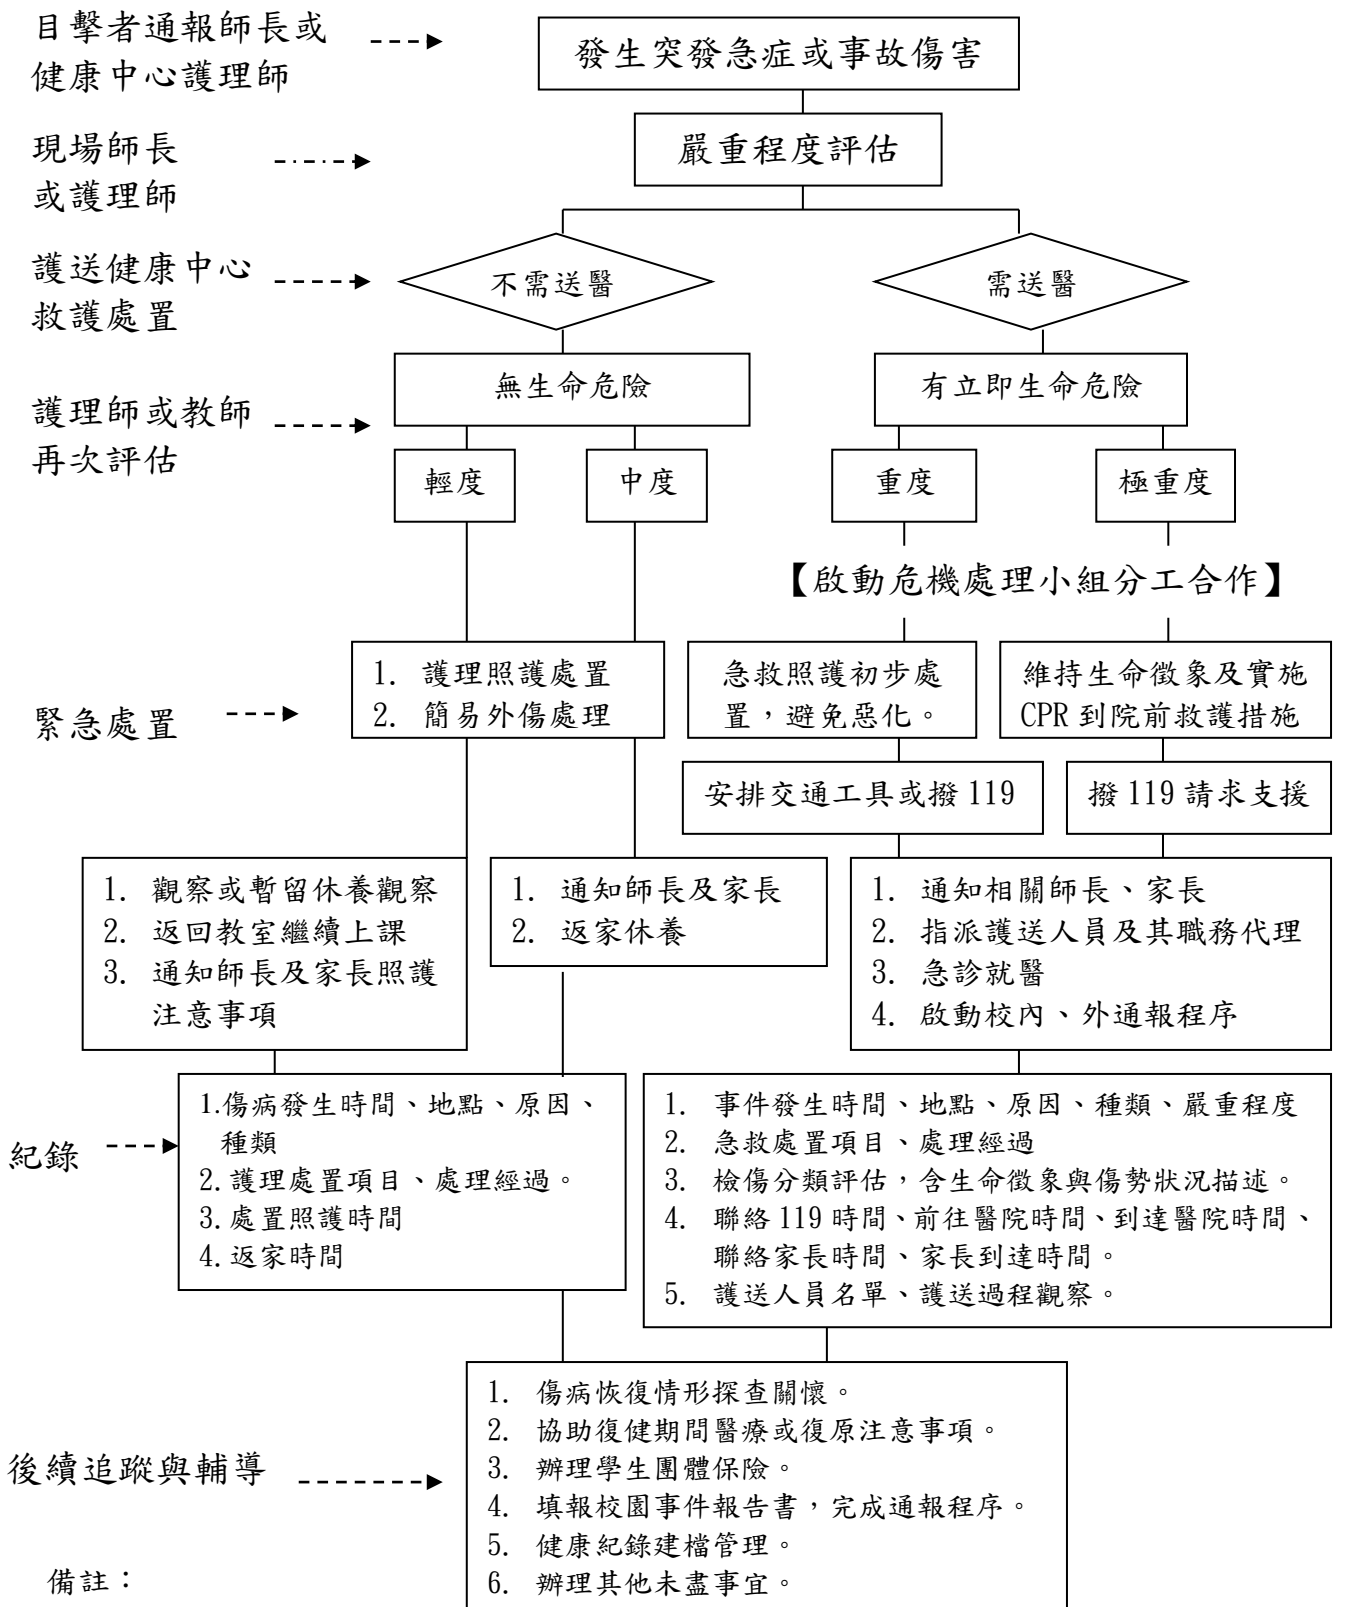 目擊者通報師長或
健康中心護理師
發生突發急症或事故傷害
現場師長
或護理師
嚴重程度評估
護送健康中心
救護處置
不需送醫
需送醫
無生命危險
有立即生命危險
護理師或教師
再次評估
輕度
中度
重度
極重度
【啟動危機處理小組分工合作】
緊急處置
1. 護理照護處置
2. 簡易外傷處理
急救照護初步處
置，避免惡化。
維持生命徵象及實施
CPR 到院前救護措施
安排交通工具或撥 119
撥 119 請求支援
1. 觀察或暫留休養觀察
2. 返回教室繼續上課
3. 通知師長及家長照護
注意事項
1. 通知師長及家長
2. 返家休養
1. 通知相關師長、家長
2. 指派護送人員及其職務代理
3. 急診就醫
4. 啟動校內、外通報程序
紀錄
1.傷病發生時間、地點、原因、
種類
2.護理處置項目、處理經過。
3.處置照護時間
4.返家時間
1. 事件發生時間、地點、原因、種類、嚴重程度
2. 急救處置項目、處理經過
3. 檢傷分類評估，含生命徵象與傷勢狀況描述。
4. 聯絡 119 時間、前往醫院時間、到達醫院時間、
聯絡家長時間、家長到達時間。
5. 護送人員名單、護送過程觀察。
後續追蹤與輔導
1. 傷病恢復情形探查關懷。
2. 協助復健期間醫療或復原注意事項。
3. 辦理學生團體保險。
4. 填報校園事件報告書，完成通報程序。
5. 健康紀錄建檔管理。
6. 辦理其他未盡事宜。
備註：